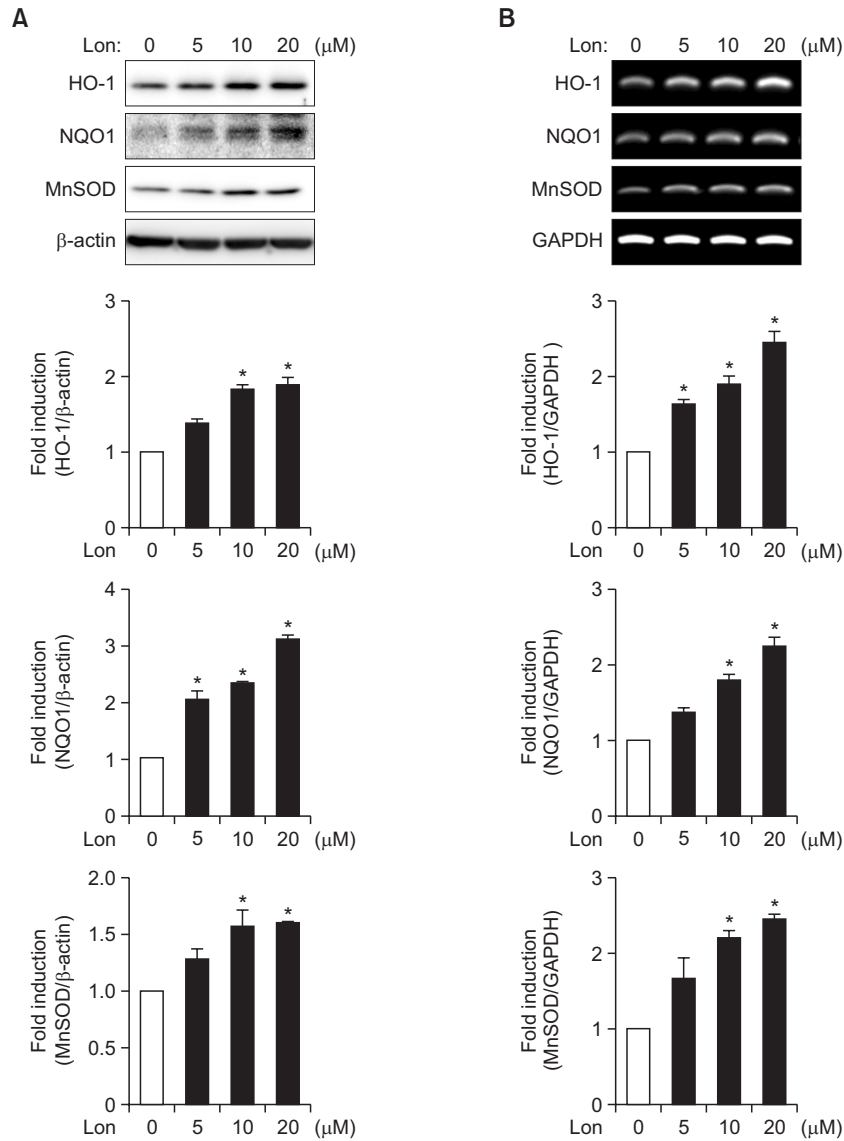 A
Lon: 0 5 10 20 (μM)
HO-1
NQO1
MnSOD
β-actin
3
2
1
0
Fold induction
(HO-1/β-actin)
* *
Lon 0 5 10 20 (μM)
4
3
2
1
0
Fold induction
(NQO1/β-actin)
* * *
Lon 0 5 10 20 (μM)
2.0
1.5
1.0
0.5
0
Fold induction
(MnSOD/β-actin)
* *
Lon 0 5 10 20 (μM)
B
Lon: 0 5 10 20 (μM)
HO-1
NQO1
MnSOD
GAPDH
3
2
1
0
Fold induction
(HO-1/GAPDH )
* * *
Lon 0 5 10 20 (μM)
3
2
1
0
Fold induction
(NQO1/GAPDH)
* *
Lon 0 5 10 20 (μM)
3
2
1
0
Fold induction
(MnSOD/GAPDH)
* *
Lon 0 5 10 20 (μM)